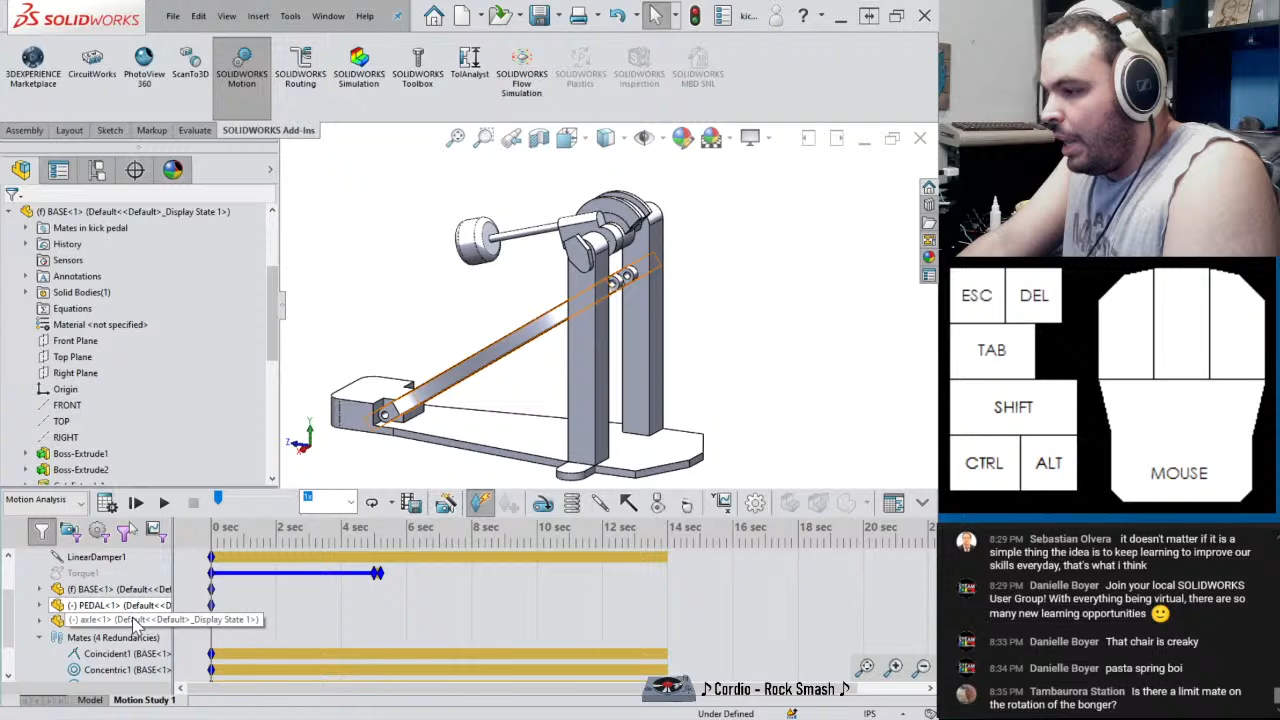 SOLIDWORKS
File Edit View Insert Tools Window Help
kic...
3DEXPERIENCE Marketplace
CircuitWorks
PhotoView 360
ScanTo3D
SOLIDWORKS Motion
SOLIDWORKS Routing
SOLIDWORKS Simulation
SOLIDWORKS Toolbox
TolAnalyst
SOLIDWORKS Flow Simulation
SOLIDWORKS Plastics
SOLIDWORKS Inspection
SOLIDWORKS MBD SNL
Assembly Layout Sketch Markup Evaluate SOLIDWORKS Add-Ins
(f) BASE<1> (Default<<Default>_Display State 1>)
Mates in kick pedal
History
Sensors
Annotations
Solid Bodies(1)
Equations
Material <not specified>
Front Plane
Top Plane
Right Plane
Origin
FRONT
TOP
RIGHT
Boss-Extrude1
Boss-Extrude2
Y
Z
X
Motion Analysis
1x
0 sec 2 sec 4 sec 6 sec 8 sec 10 sec 12 sec 14 sec 16 sec 18 sec 20 sec 2
LinearDamper1
Torque1
(f) BASE<1> (Default<<Def
(-) PEDAL<1> (Default<<D
(-) axle<1> (Default<<Default>_Display State 1>)
Mates (4 Redundancies)
Coincident1 (BASE<1>
Concentric1 (BASE<1>
Model Motion Study 1
♪ Cordio - Rock Smash ♪
Under Defined IPS
ESC DEL
TAB
SHIFT
CTRL ALT
MOUSE
8:29 PM Sebastian Olvera it doesn't matter if it is a
simple thing the idea is to keep learning to improve our
skills everyday, that's what i think
8:29 PM Danielle Boyer Join your local SOLIDWORKS
User Group! With everything being virtual, there are so
many new learning opportunities 🙂
8:33 PM Danielle Boyer That chair is creaky
8:34 PM Danielle Boyer pasta spring boi
8:35 PM Tambaurora Station Is there a limit mate on
the rotation of the bonger?